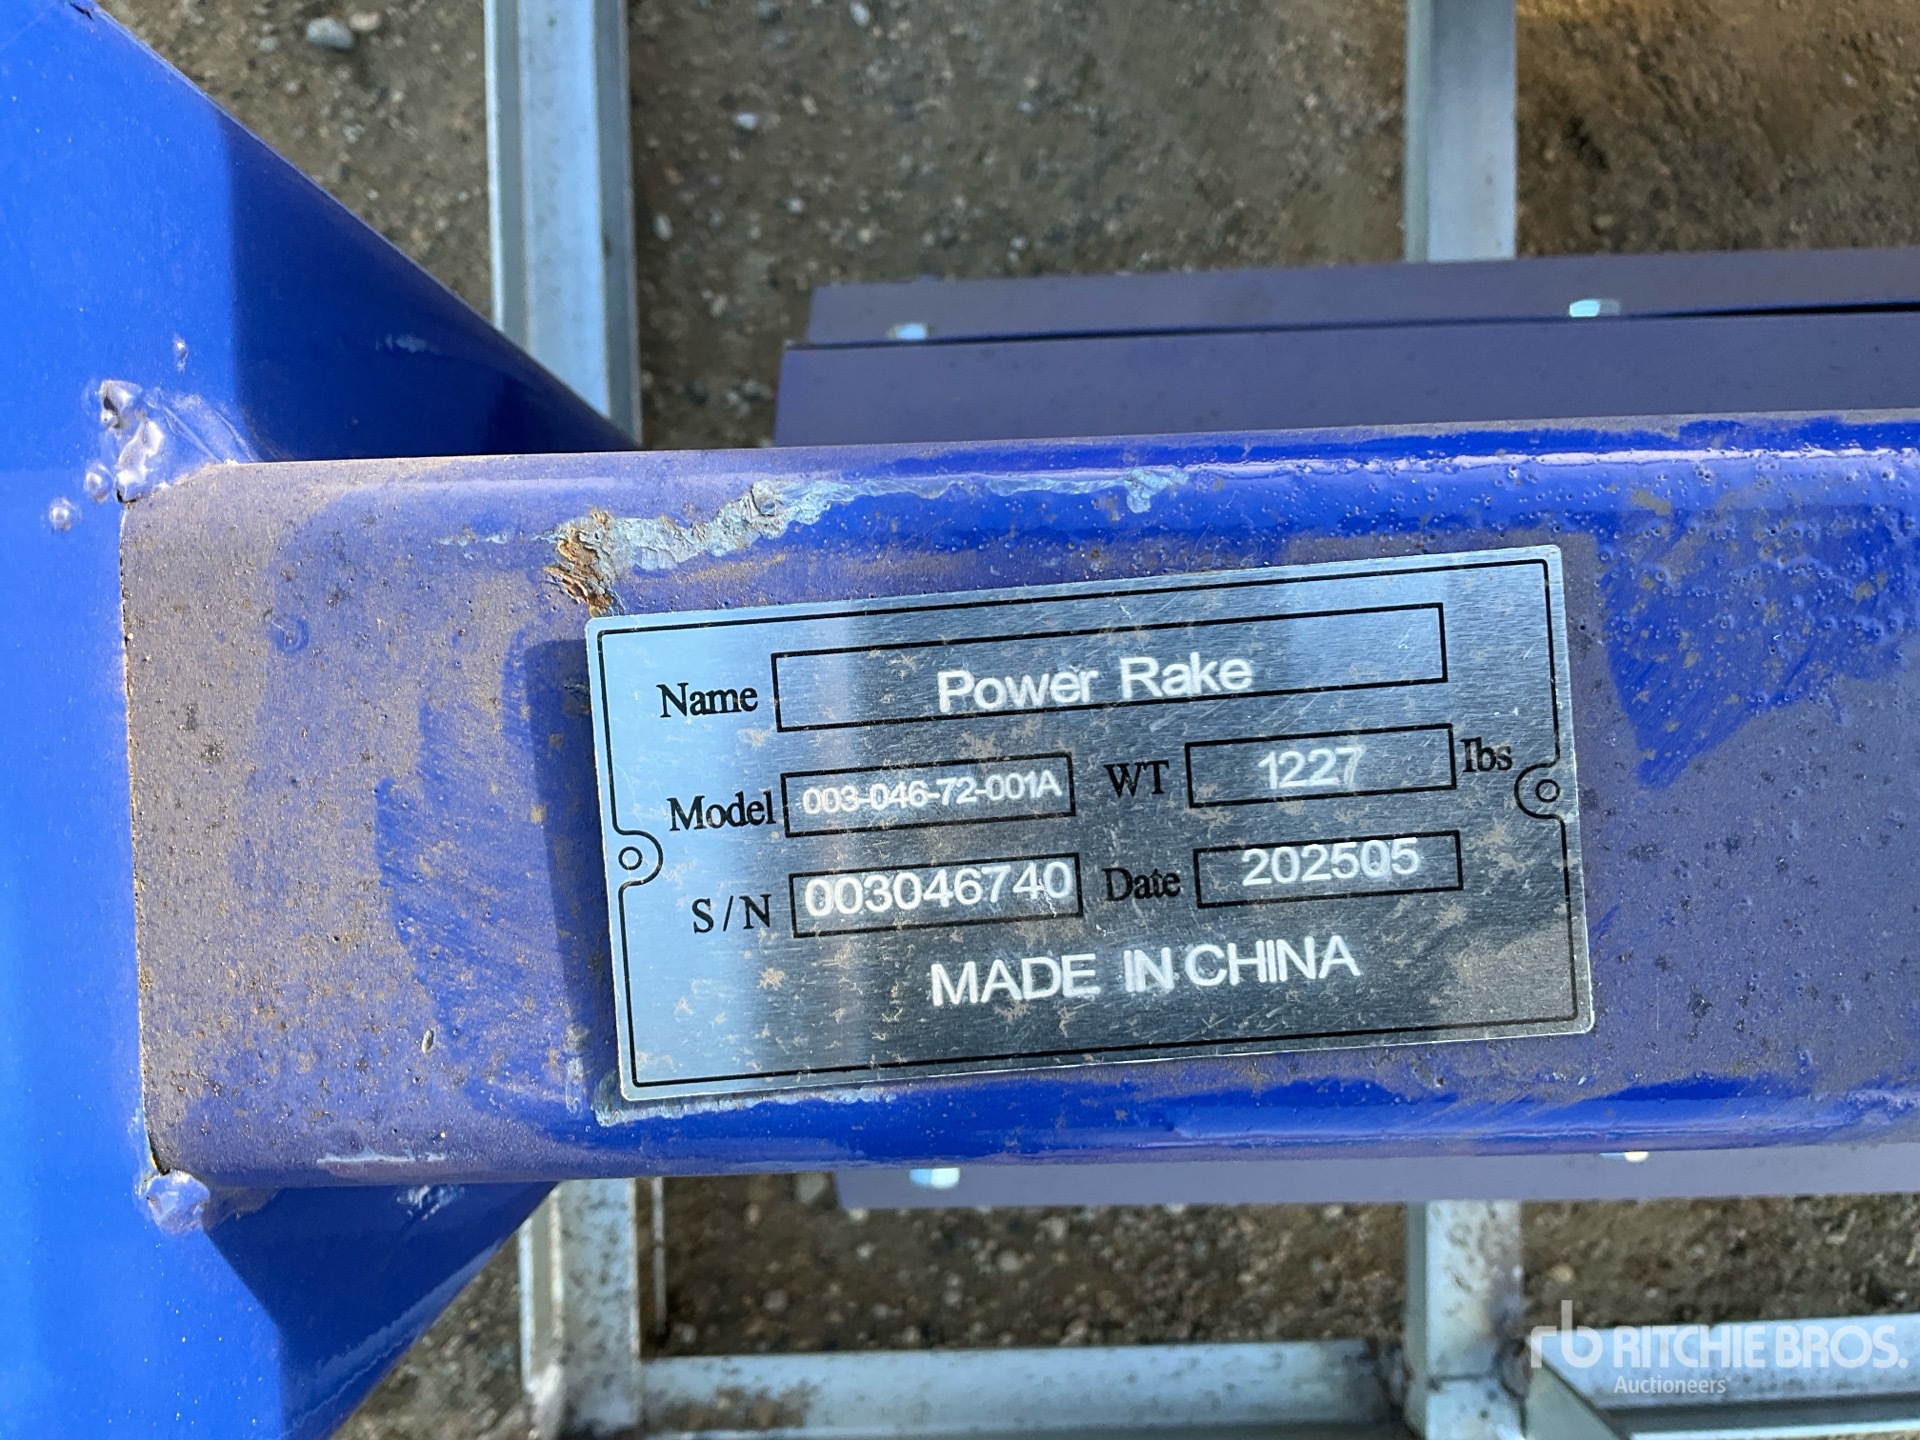 Name Power Rake
Model 003-046-72-001A WT 1227 lbs
S/N 003046740 Date 202505
MADE IN CHINA
rb RITCHIE BROS.
Auctioneers